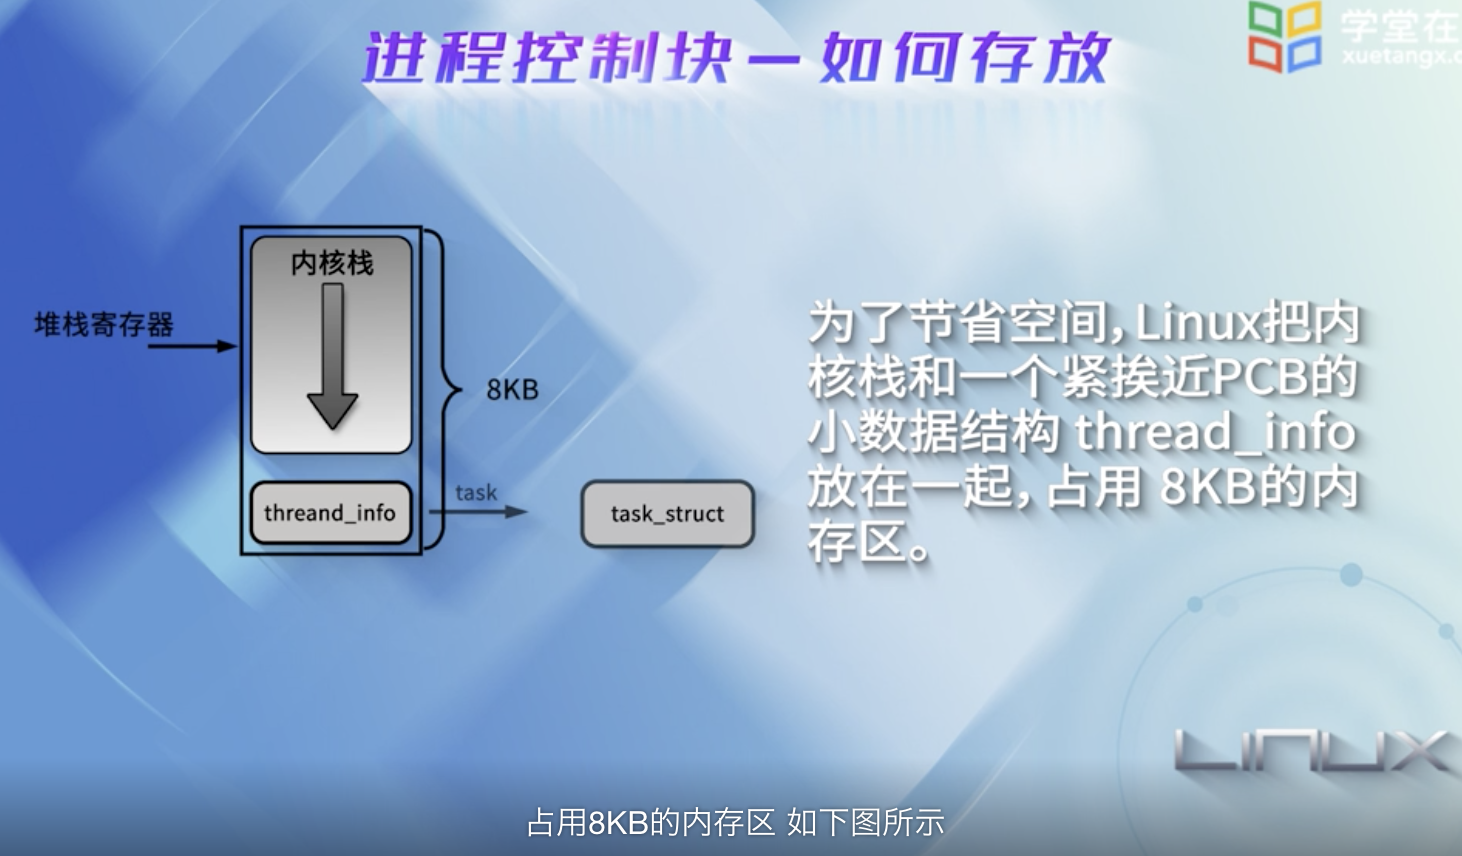 进程控制块—如何存放
学堂在
xuetangx.c
内核栈
堆栈寄存器
8KB
task
threand_info
task_struct
为了节省空间，Linux把内
核栈和一个紧挨近PCB的
小数据结构 thread_info
放在一起，占用 8KB的内
存区。
LINUX
占用8KB的内存区 如下图所示